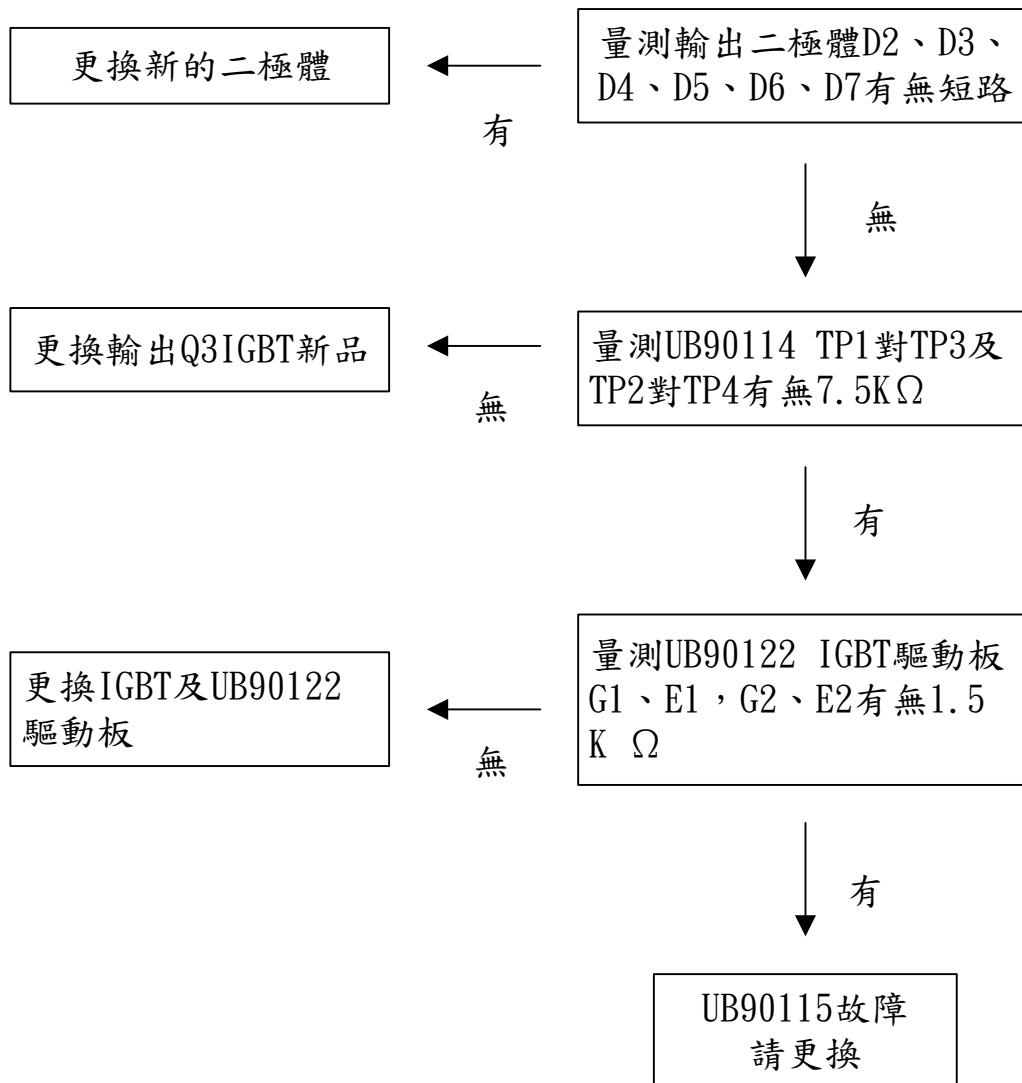 更換新的二極體
量測輸出二極體D2、D3、
D4、D5、D6、D7有無短路
有
無
更換輸出Q3IGBT新品
量測UB90114 TP1對TP3及
TP2對TP4有無7.5KΩ
無
有
更換IGBT及UB90122
驅動板
量測UB90122 IGBT驅動板
G1、E1，G2、E2有無1.5
K Ω
無
有
UB90115故障
請更換